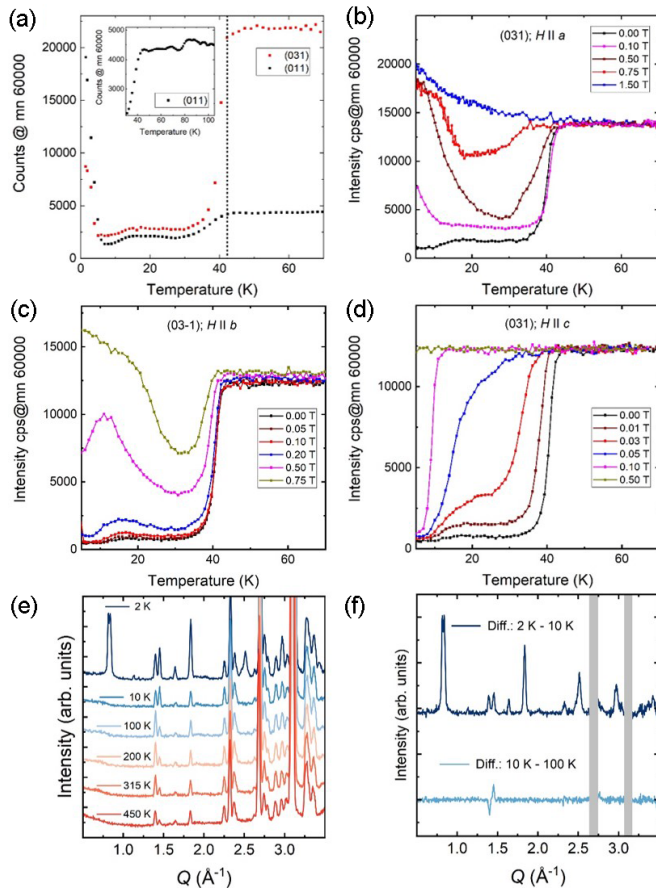 (a)
Counts @ mn 60000
20000
15000
10000
5000
0
0 20 40 60
Temperature (K)
(031)
(011)
Counts @ mn 60000
5000
4000
3000
40 60 80 100
Temperature (K)
(011)
(b)
(031); H II a
Intensity cps@mn 60000
20000
15000
10000
5000
0
20 40 60
Temperature (K)
0.00 T
0.10 T
0.50 T
0.75 T
1.50 T
(c)
(03-1); H II b
Intensity cps@mn 60000
15000
10000
5000
0
20 40 60
Temperature (K)
0.00 T
0.05 T
0.10 T
0.20 T
0.50 T
0.75 T
(d)
(031); H II c
Intensity cps@mn 60000
15000
10000
5000
0
20 40 60
Temperature (K)
0.00 T
0.01 T
0.03 T
0.05 T
0.10 T
0.50 T
(e)
Intensity (arb. units)
2 K
10 K
100 K
200 K
315 K
450 K
1.0 1.5 2.0 2.5 3.0
Q (Å⁻¹)
(f)
Intensity (arb. units)
Diff.: 2 K - 10 K
Diff.: 10 K - 100 K
1.0 1.5 2.0 2.5 3.0
Q (Å⁻¹)